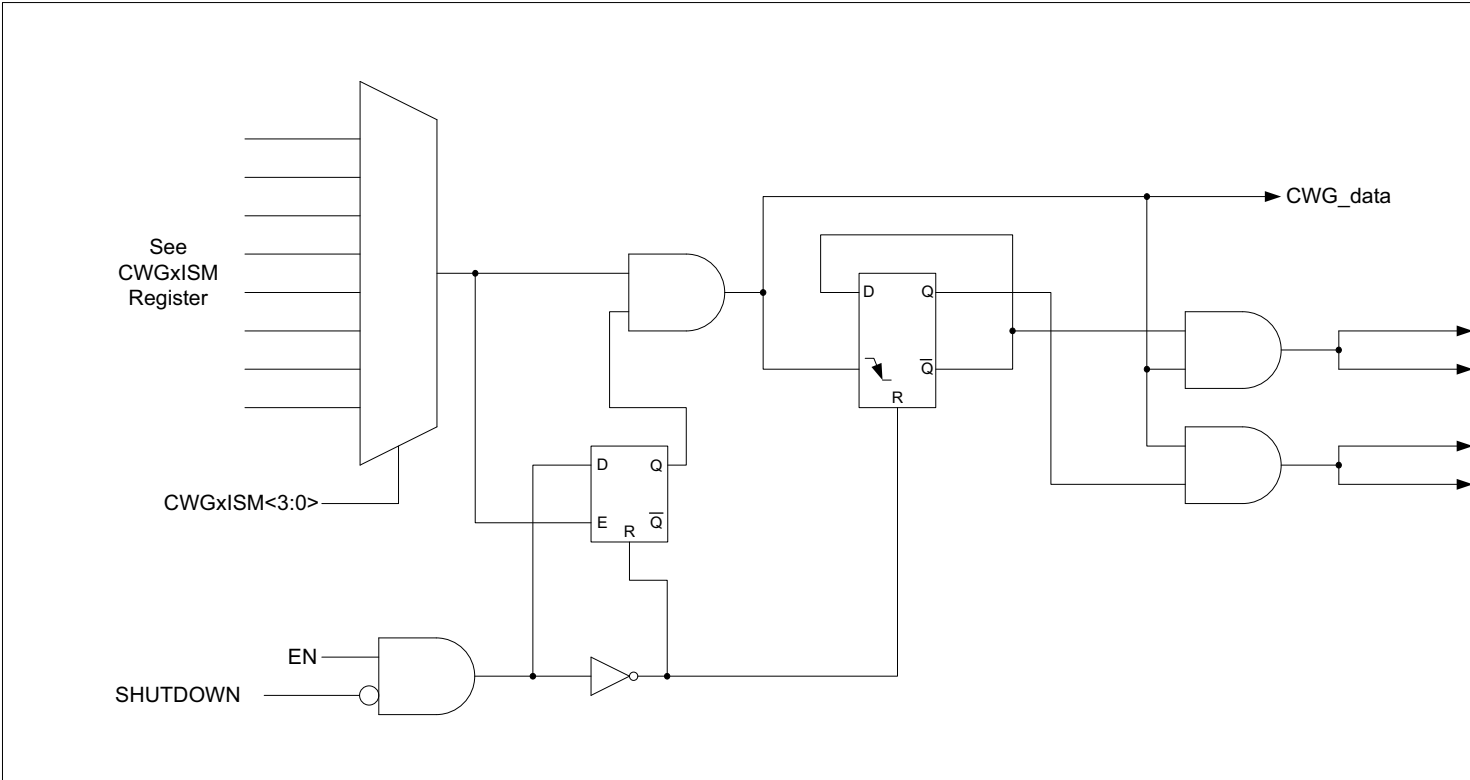 CWG_data
See
CWGxISM
Register
D
Q
Q̅
R
CWGxISM<3:0>
D
Q
E
Q̅
R
EN
SHUTDOWN